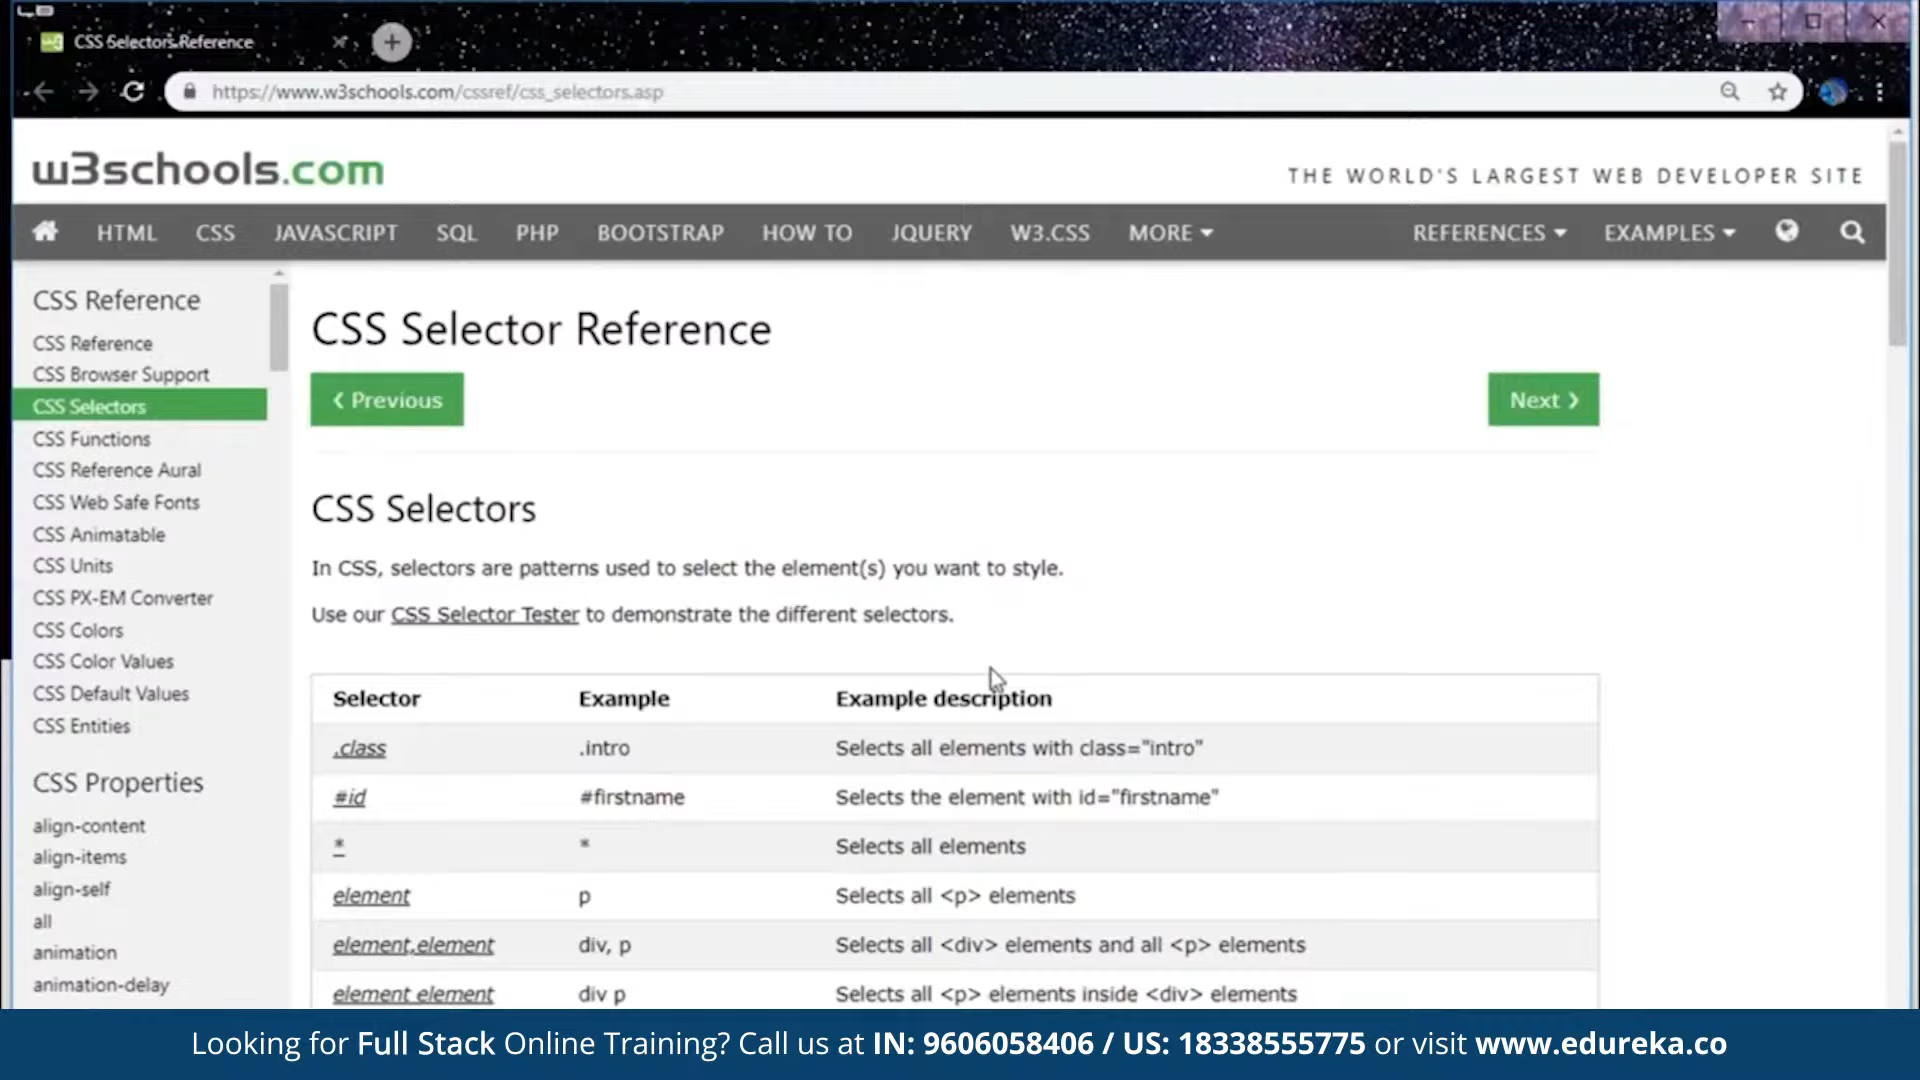 CSS Selectors Reference
https://www.w3schools.com/cssref/css_selectors.asp
w3schools.com
THE WORLD'S LARGEST WEB DEVELOPER SITE
HTML CSS JAVASCRIPT SQL PHP BOOTSTRAP HOW TO JQUERY W3.CSS MORE REFERENCES EXAMPLES
CSS Reference
CSS Reference
CSS Browser Support
CSS Selectors
CSS Functions
CSS Reference Aural
CSS Web Safe Fonts
CSS Animatable
CSS Units
CSS PX-EM Converter
CSS Colors
CSS Color Values
CSS Default Values
CSS Entities
CSS Properties
align-content
align-items
align-self
all
animation
animation-delay
CSS Selector Reference
❮ Previous
Next ❯
CSS Selectors
In CSS, selectors are patterns used to select the element(s) you want to style.
Use our CSS Selector Tester to demonstrate the different selectors.
Selector Example Example description
.class .intro Selects all elements with class="intro"
#id #firstname Selects the element with id="firstname"
* * Selects all elements
element p Selects all <p> elements
element,element div, p Selects all <div> elements and all <p> elements
element element div p Selects all <p> elements inside <div> elements
Looking for Full Stack Online Training? Call us at IN: 9606058406 / US: 18338555775 or visit www.edureka.co